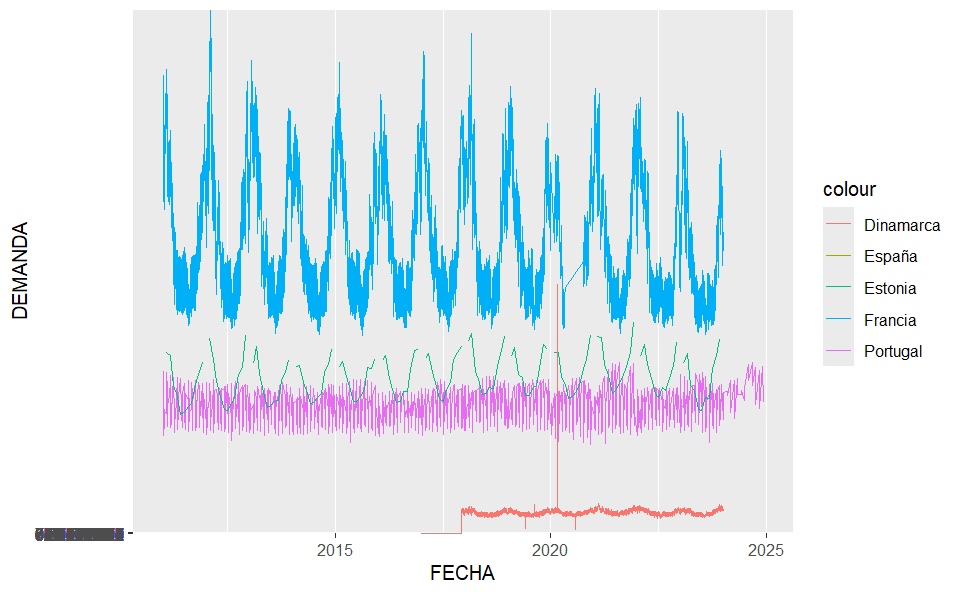 DEMANDA
2015
2020
2025
FECHA
colour
Dinamarca
España
Estonia
Francia
Portugal